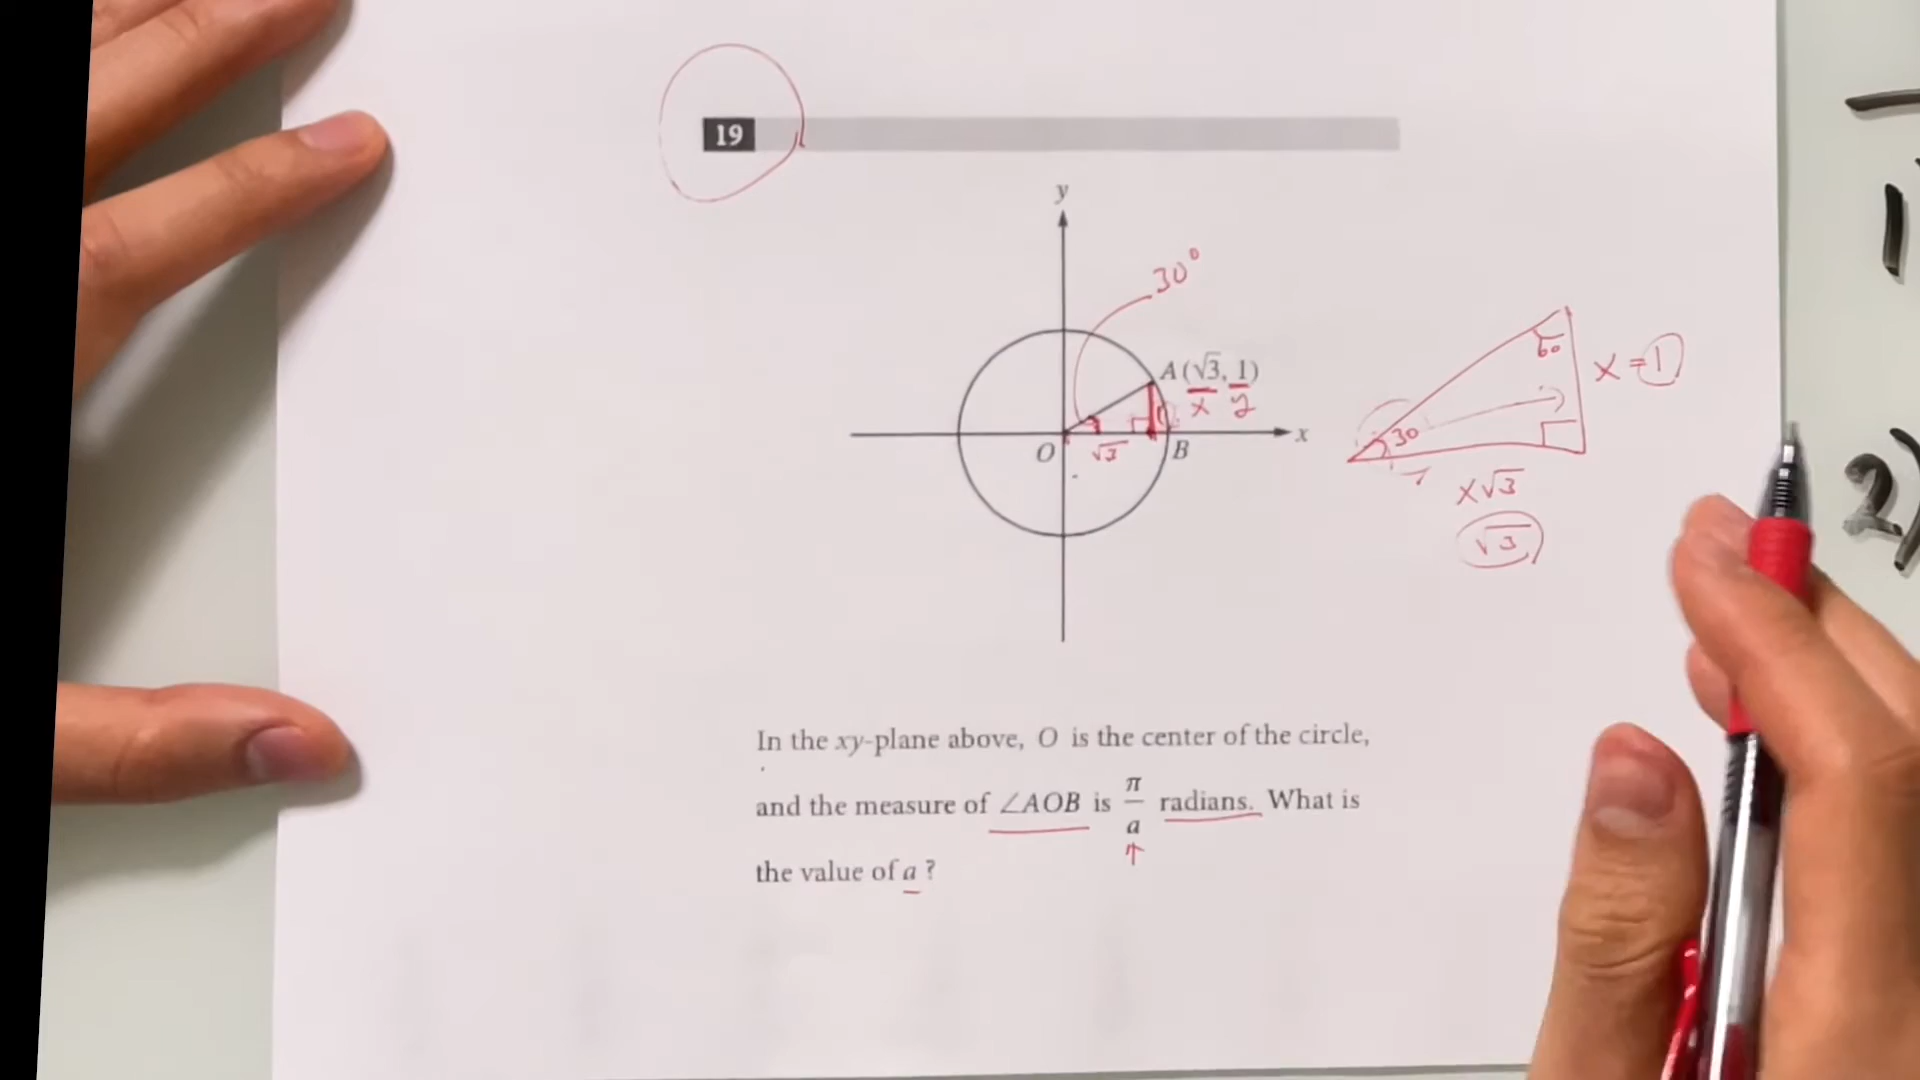 19
y
30°
A (√3, 1)
x y
60
x = 1
1
30
O √3 B x
x√3
√3
1)
2)
In the xy-plane above, O is the center of the circle,
and the measure of ∠AOB is π/a radians. What is
the value of a ?